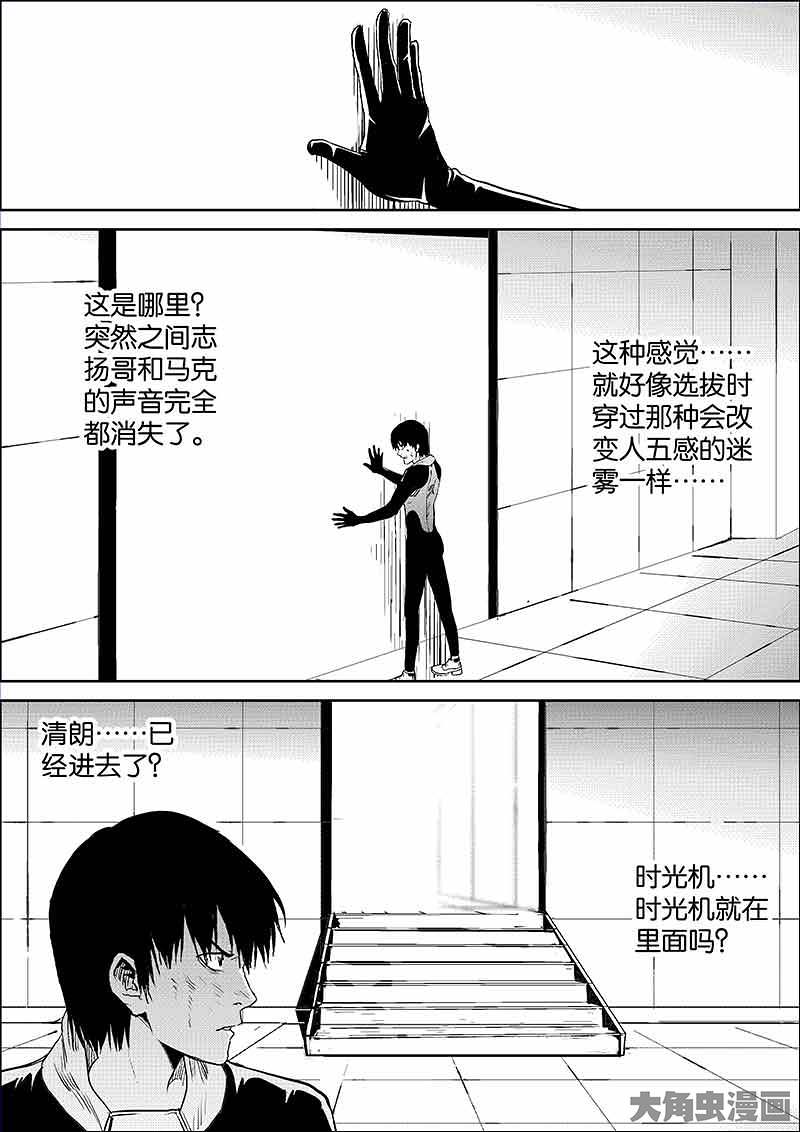 这是哪里？
突然之间志
扬哥和马克
的声音完全
都消失了。
这种感觉……
就好像选拔时
穿过那种会改
变人五感的迷
雾一样……
清朗……已
经进去了？
时光机……
时光机就在
里面吗？
大角虫漫画